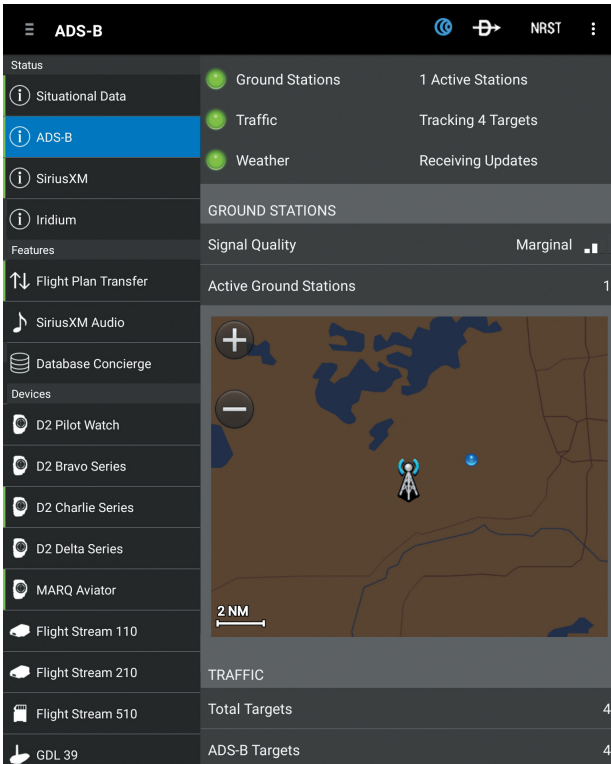 ADS-B
NRST
Status
Situational Data
ADS-B
SiriusXM
Iridium
Features
Flight Plan Transfer
SiriusXM Audio
Database Concierge
Devices
D2 Pilot Watch
D2 Bravo Series
D2 Charlie Series
D2 Delta Series
MARQ Aviator
Flight Stream 110
Flight Stream 210
Flight Stream 510
GDL 39
Ground Stations 1 Active Stations
Traffic Tracking 4 Targets
Weather Receiving Updates
GROUND STATIONS
Signal Quality Marginal
Active Ground Stations 1
2 NM
TRAFFIC
Total Targets 4
ADS-B Targets 4